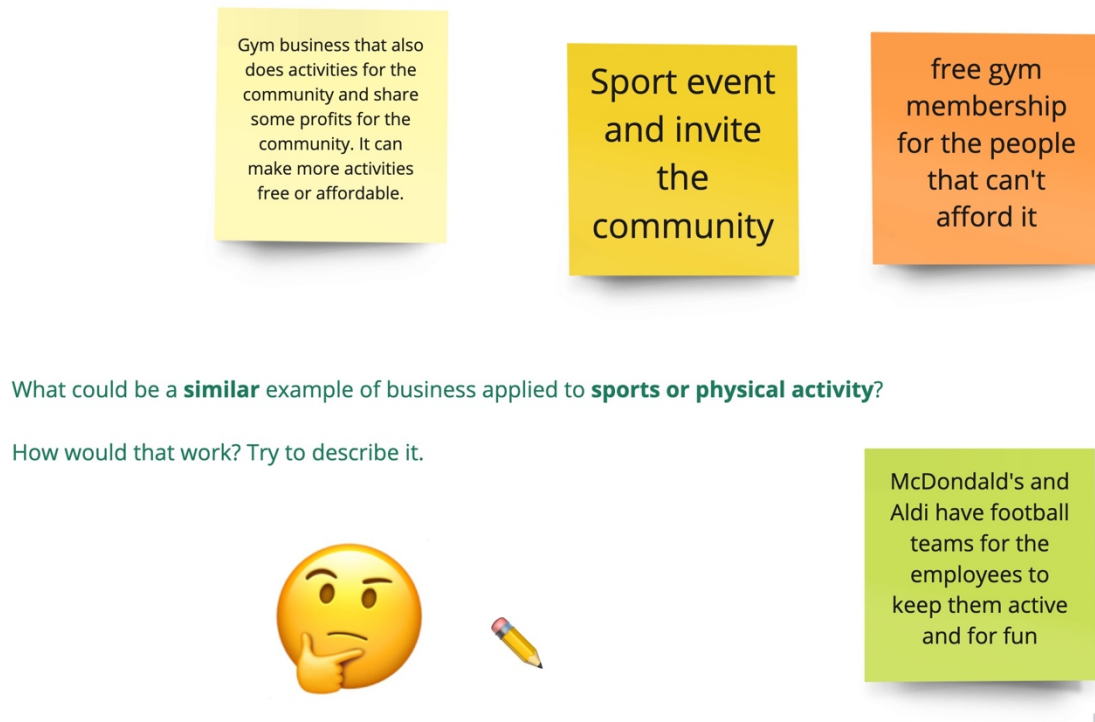 Gym business that also
does activities for the
community and share
some profits for the
community. It can
make more activities
free or affordable.
Sport event
and invite
the
community
free gym
membership
for the people
that can't
afford it
What could be a similar example of business applied to sports or physical activity?
How would that work? Try to describe it.
McDondald's and
Aldi have football
teams for the
employees to
keep them active
and for fun